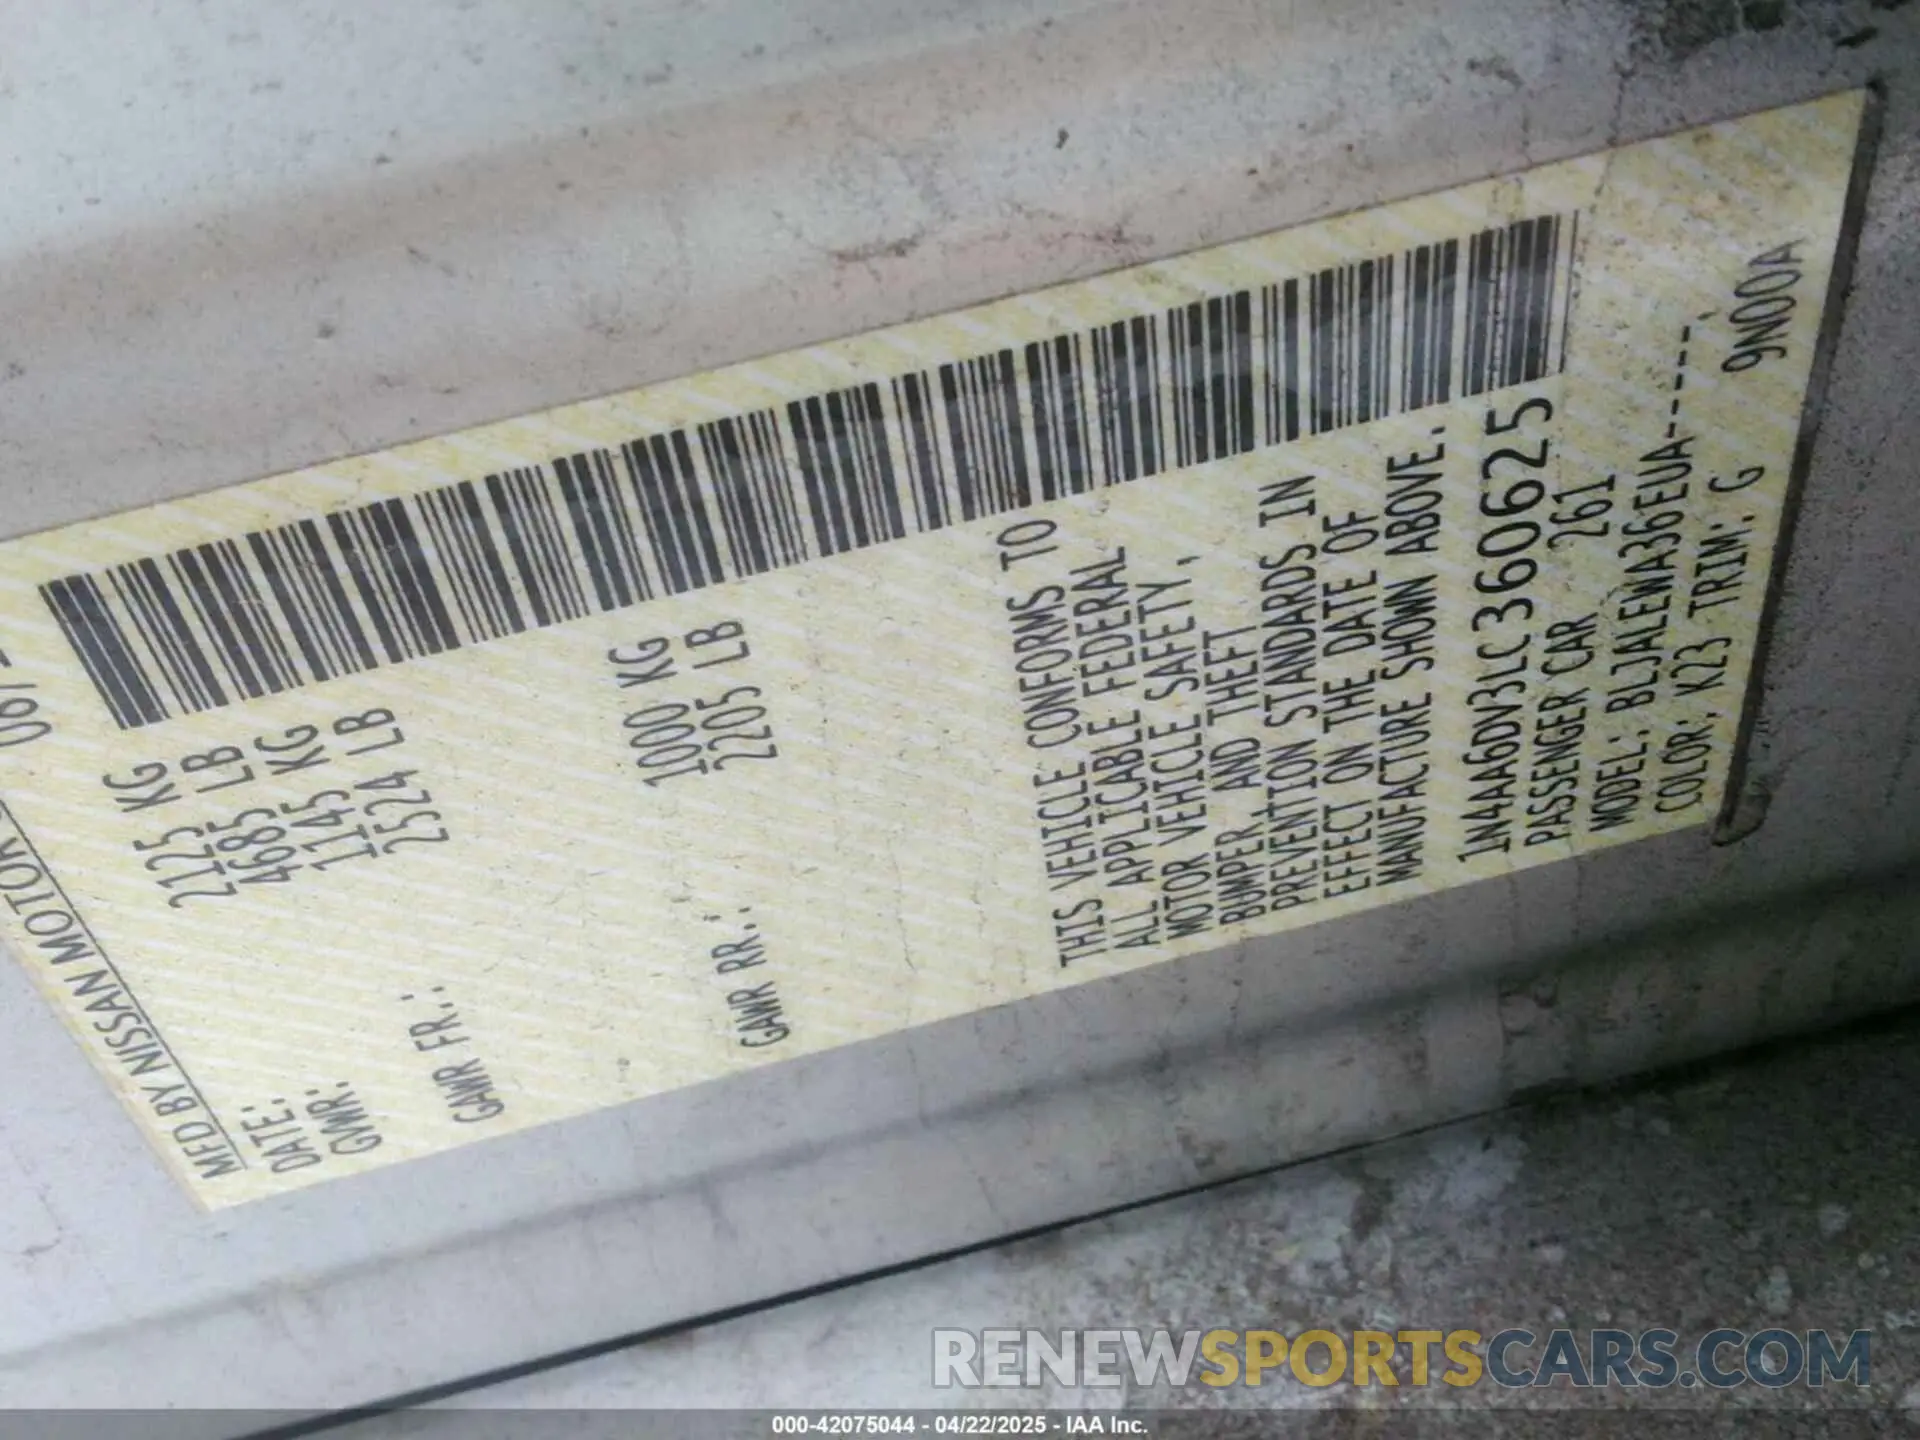 MFD BY NISSAN MOTOR
DATE: 06/
GVWR: 2125 KG
4685 LB
GAWR FR.: 1145 KG
2524 LB
GAWR RR.: 1000 KG
2205 LB
THIS VEHICLE CONFORMS TO
ALL APPLICABLE FEDERAL
MOTOR VEHICLE SAFETY,
BUMPER, AND THEFT
PREVENTION STANDARDS IN
EFFECT ON THE DATE OF
MANUFACTURE SHOWN ABOVE.
1N4AA6DV3LC360625
PASSENGER CAR 261
MODEL: BLJALEWA36EUA-----,
COLOR: K23 TRIM: G 9N00A
RENEWSPORTSCARS.COM
000-42075044 - 04/22/2025 - IAA Inc.